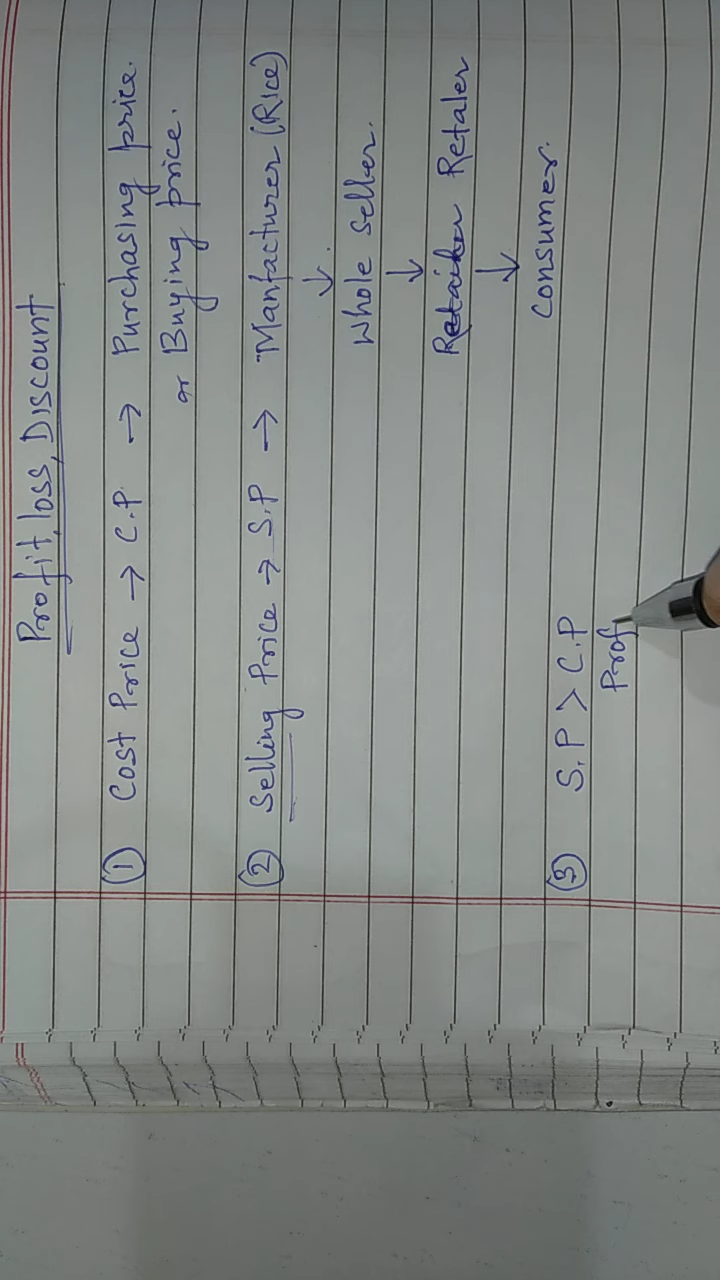 Profit, loss, Discount
① Cost Price → C.P → Purchasing price.
or Buying price.
② Selling Price → S.P → Manfacturer (Rice)
↓
Whole seller.
↓
Retailer Retaler
↓
Consumer.
③ S.P > C.P
Prof